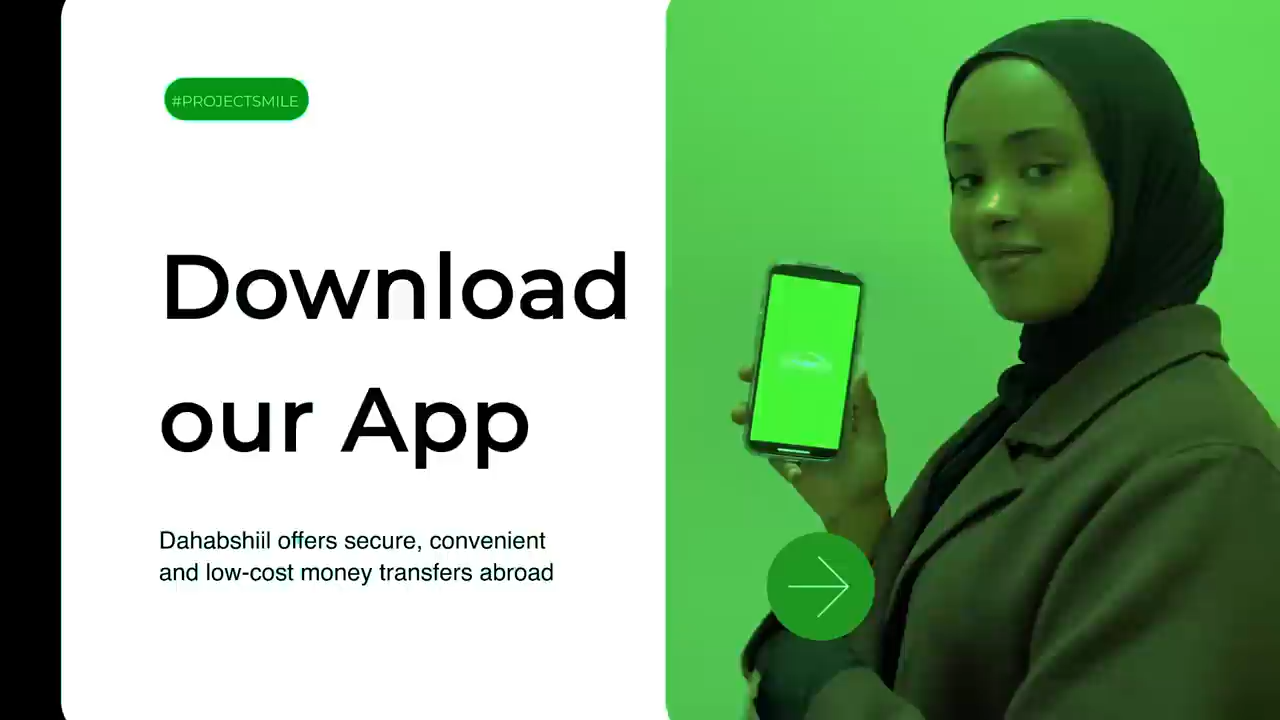 #PROJECTSMILE
Download
our App
Dahabshiil offers secure, convenient
and low-cost money transfers abroad